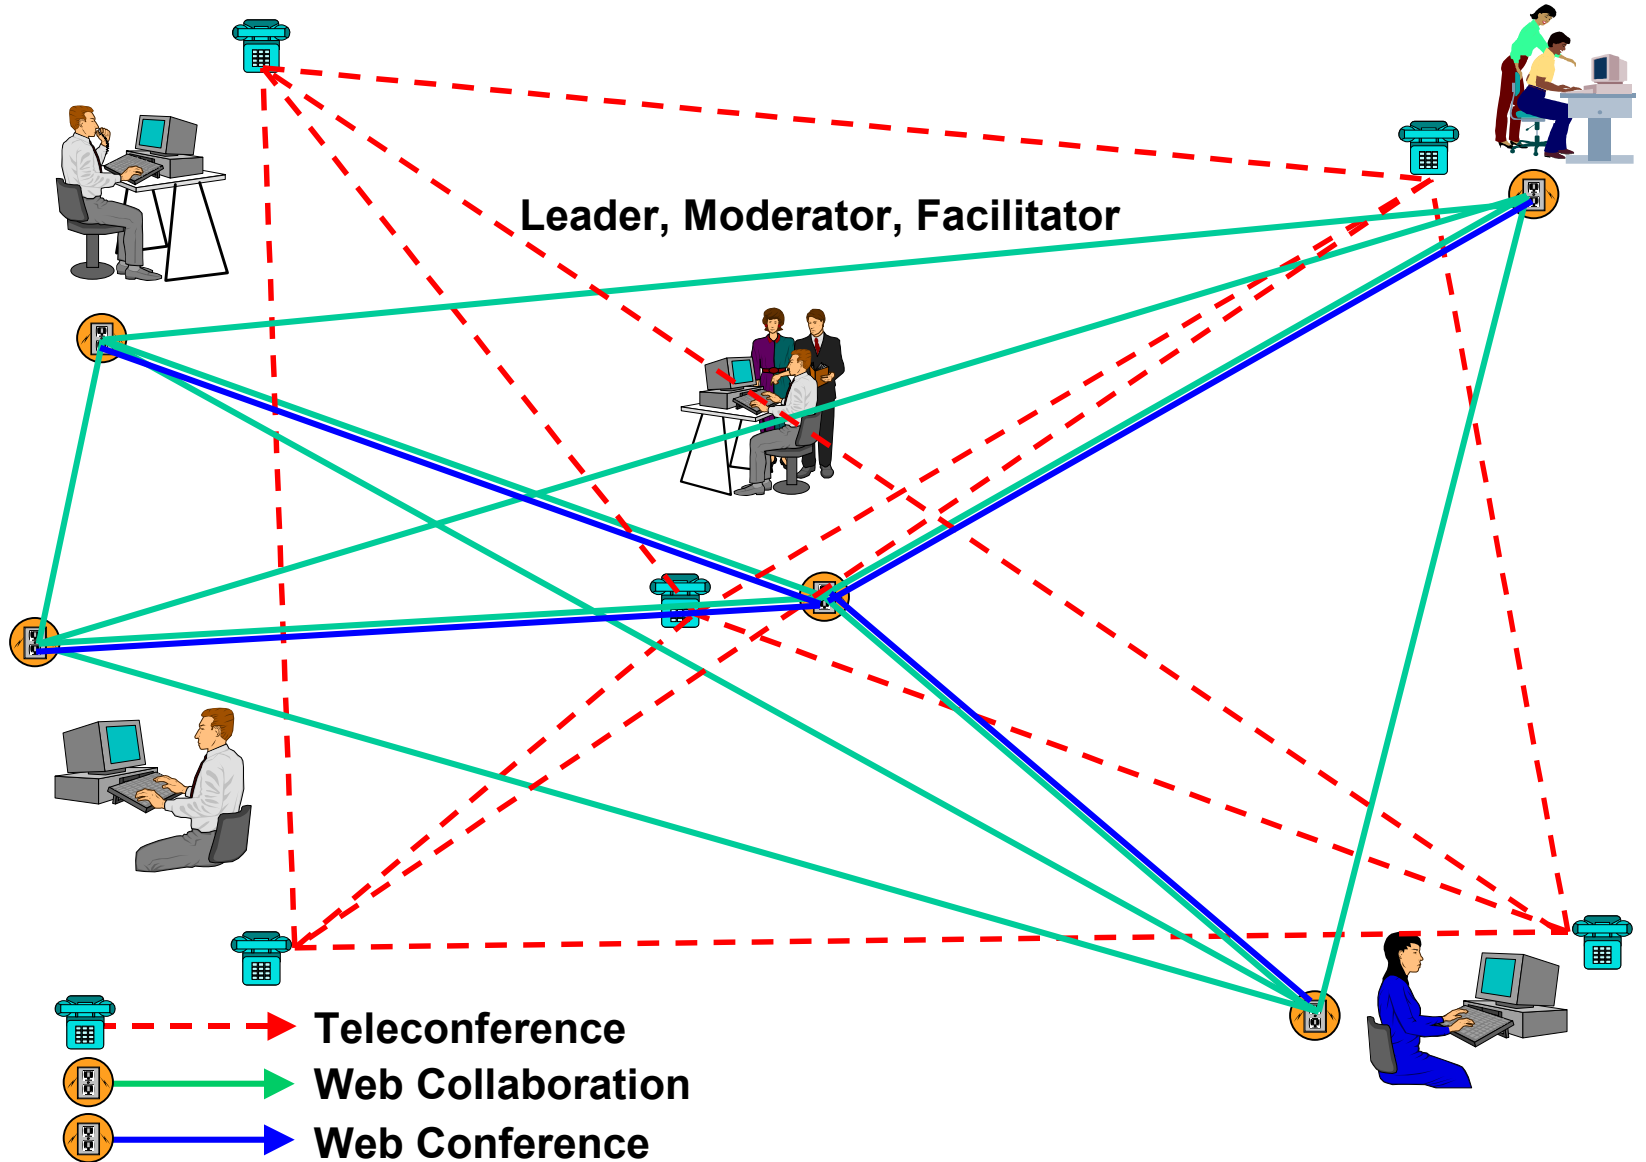 Leader, Moderator, Facilitator
Teleconference
Web Collaboration
Web Conference